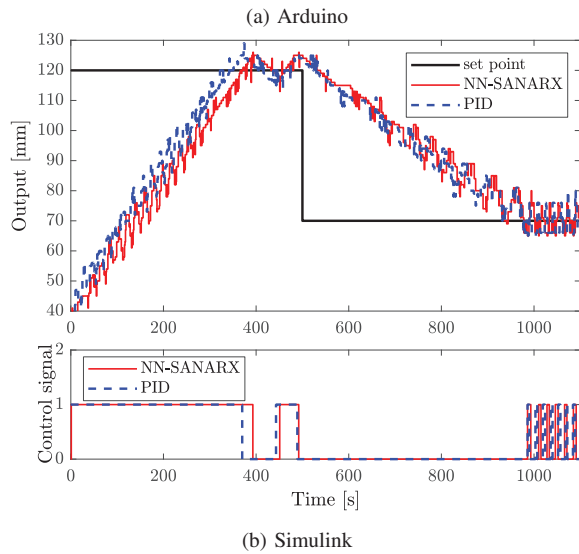 (a) Arduino
130
120
110
100
90
80
70
60
50
40
Output [mm]
set point
NN-SANARX
PID
0
200
400
600
800
1000
2
1
0
Control signal
NN-SANARX
PID
0
200
400
600
800
1000
Time [s]
(b) Simulink